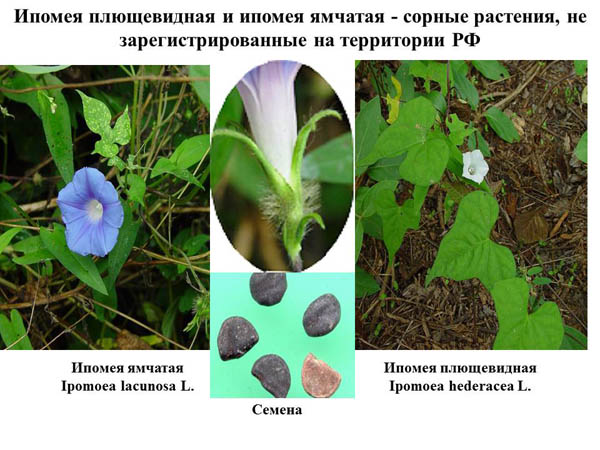 Ипомея плющевидная и ипомея ямчатая - сорные растения, не
зарегистрированные на территории РФ
Ипомея ямчатая
Ipomoea lacunosa L.
Семена
Ипомея плющевидная
Ipomoea hederacea L.